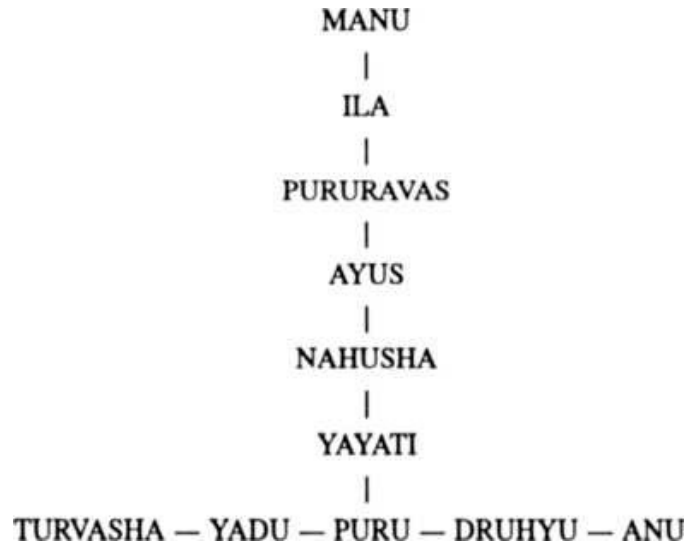 MANU
|
ILA
|
PURURAVAS
|
AYUS
|
NAHUSHA
|
YAYATI
|
TURVASHA — YADU — PURU — DRUHYU — ANU